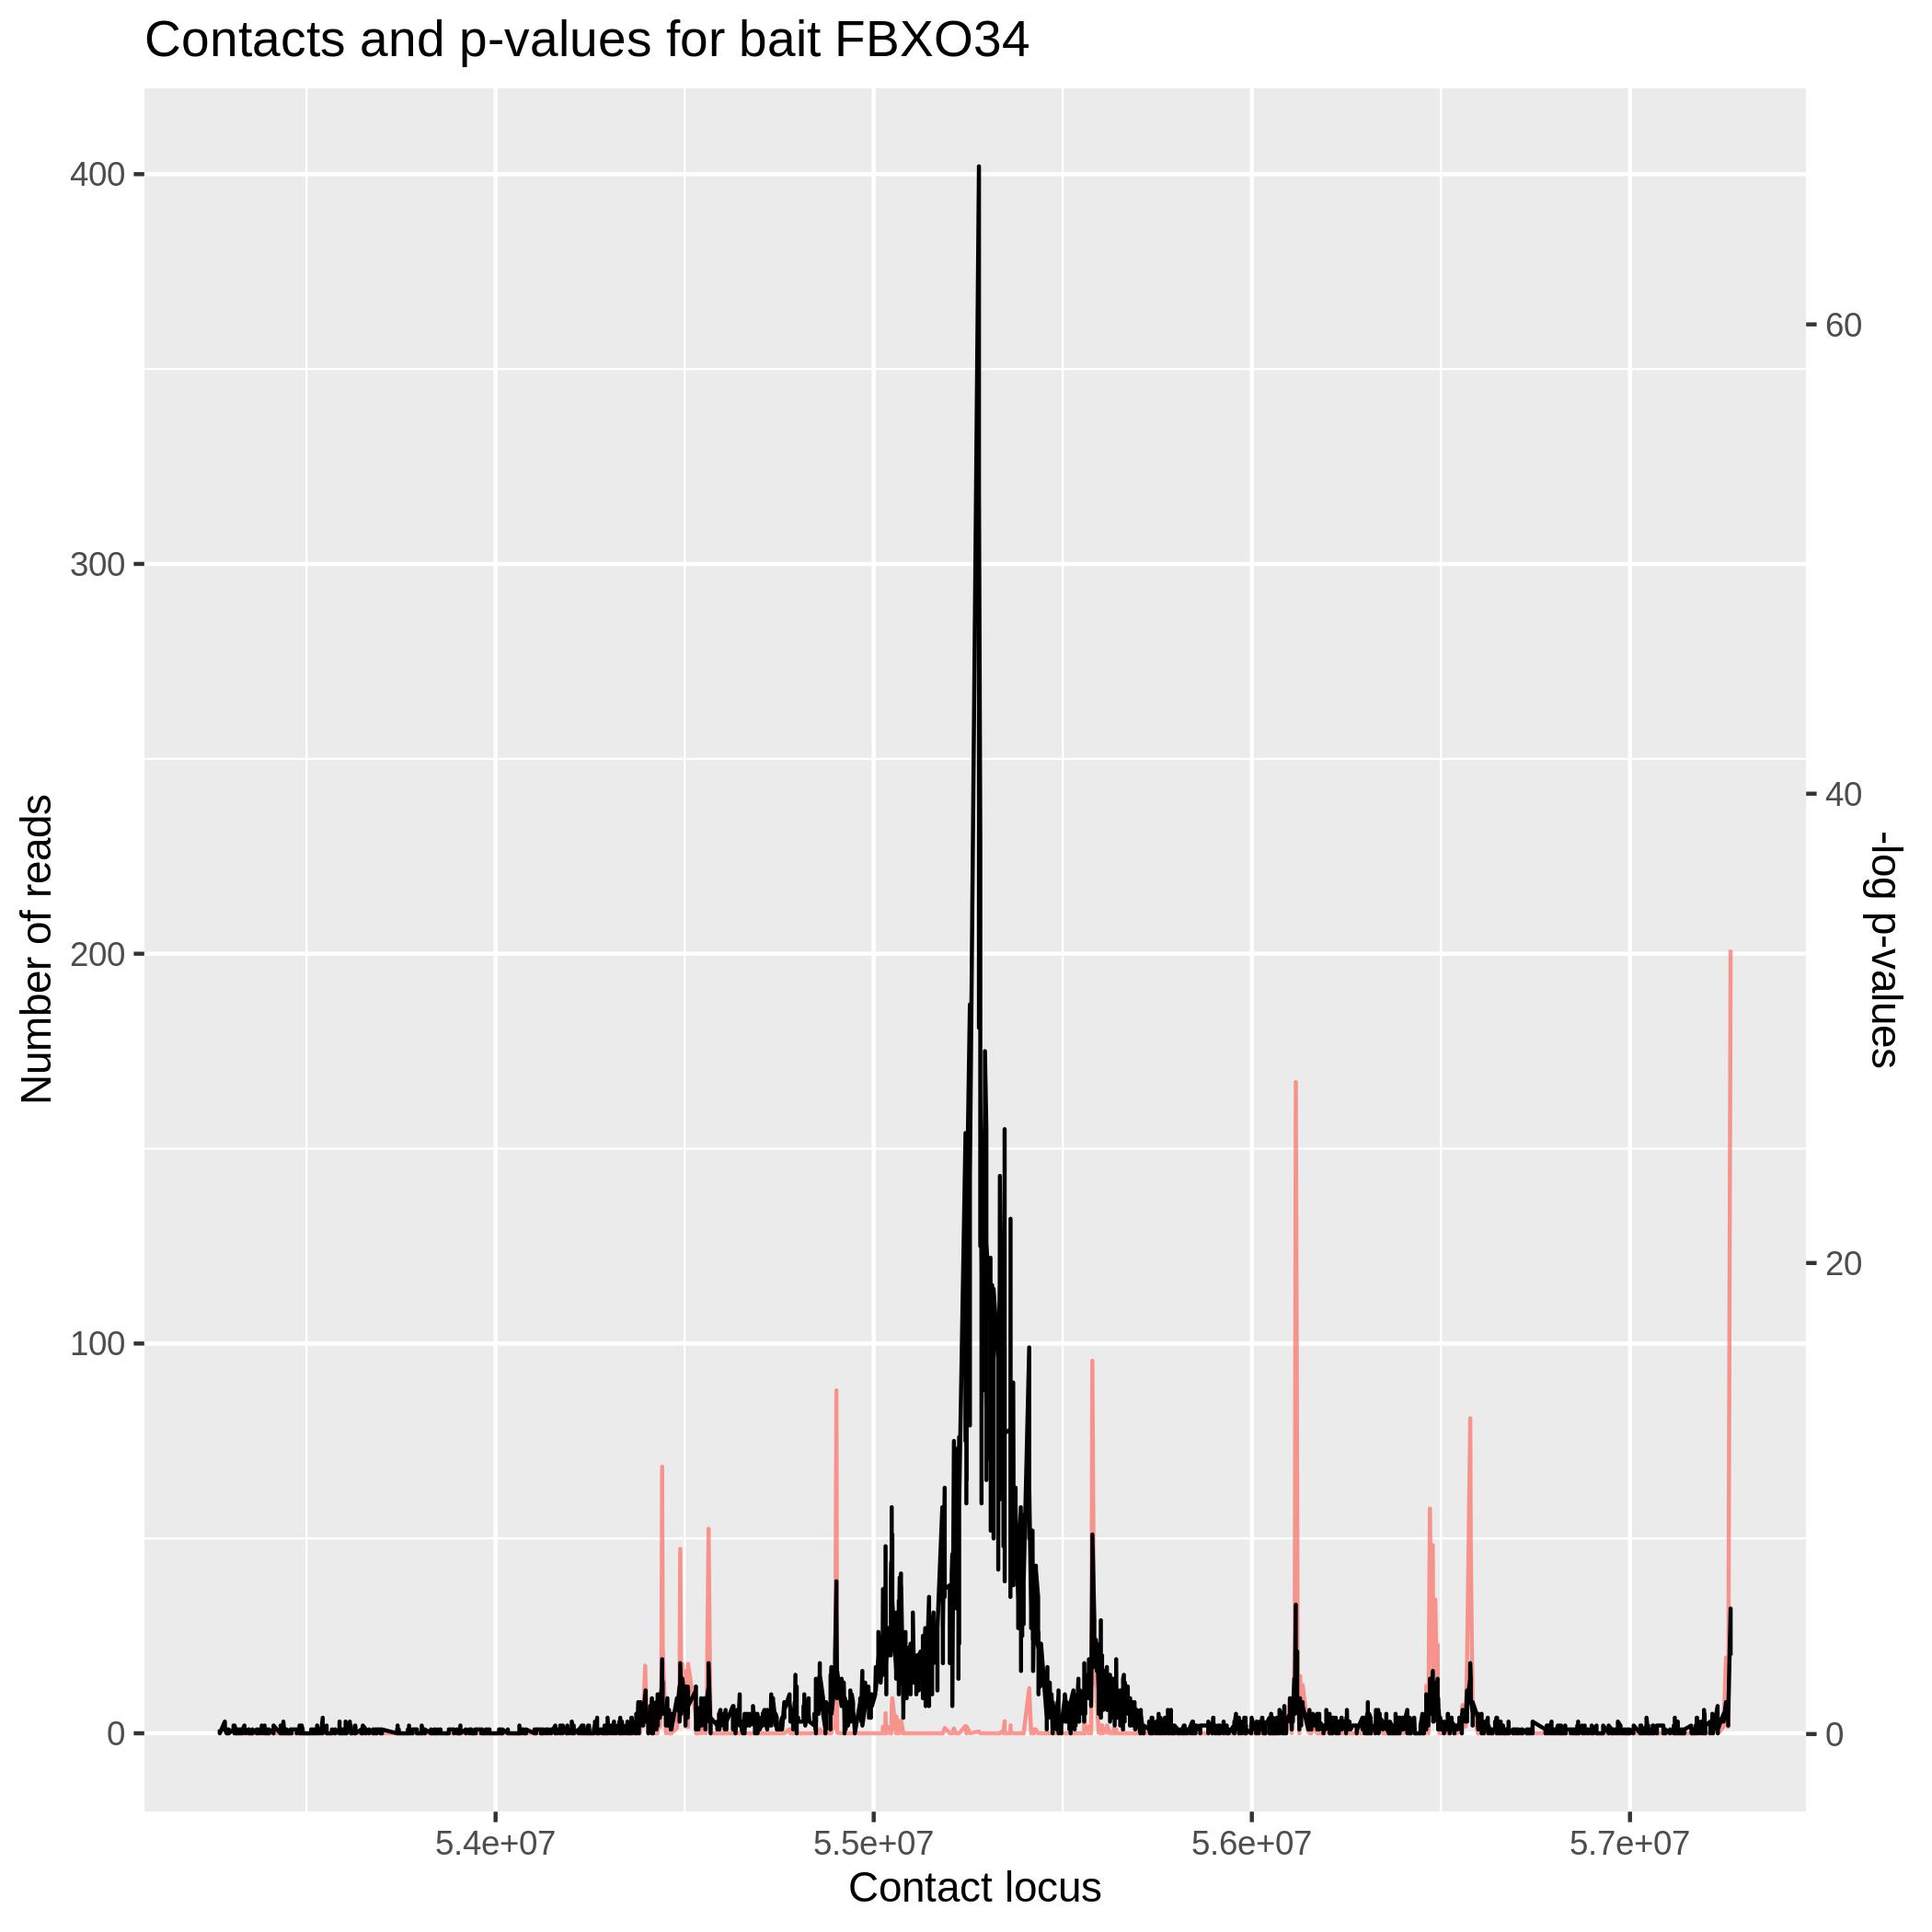 Contacts and p-values for bait FBXO34
400
300
200
100
0
Number of reads
60
40
20
0
-log p-values
5.4e+07
5.5e+07
5.6e+07
5.7e+07
Contact locus